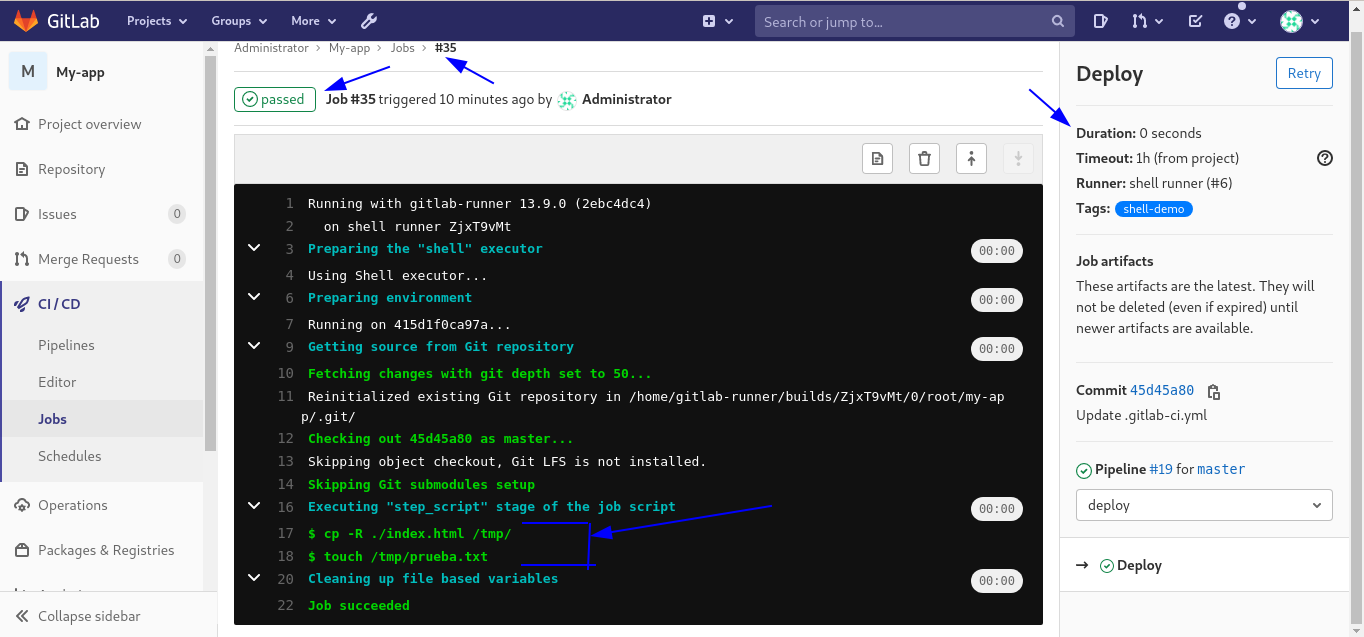 GitLab Projects Groups More Search or jump to...
M My-app
Project overview
Repository
Issues 0
Merge Requests 0
CI / CD
Pipelines
Editor
Jobs
Schedules
Operations
Packages & Registries
Collapse sidebar
Administrator > My-app > Jobs > #35
passed Job #35 triggered 10 minutes ago by Administrator
1 Running with gitlab-runner 13.9.0 (2ebc4dc4)
2 on shell runner ZjxT9vMt
3 Preparing the "shell" executor 00:00
4 Using Shell executor...
6 Preparing environment 00:00
7 Running on 415d1f0ca97a...
9 Getting source from Git repository 00:00
10 Fetching changes with git depth set to 50...
11 Reinitialized existing Git repository in /home/gitlab-runner/builds/ZjxT9vMt/0/root/my-ap
p/.git/
12 Checking out 45d45a80 as master...
13 Skipping object checkout, Git LFS is not installed.
14 Skipping Git submodules setup
16 Executing "step_script" stage of the job script 00:00
17 $ cp -R ./index.html /tmp/
18 $ touch /tmp/prueba.txt
20 Cleaning up file based variables 00:00
22 Job succeeded
Deploy Retry
Duration: 0 seconds
Timeout: 1h (from project)
Runner: shell runner (#6)
Tags: shell-demo
Job artifacts
These artifacts are the latest. They will
not be deleted (even if expired) until
newer artifacts are available.
Commit 45d45a80
Update .gitlab-ci.yml
Pipeline #19 for master
deploy
Deploy